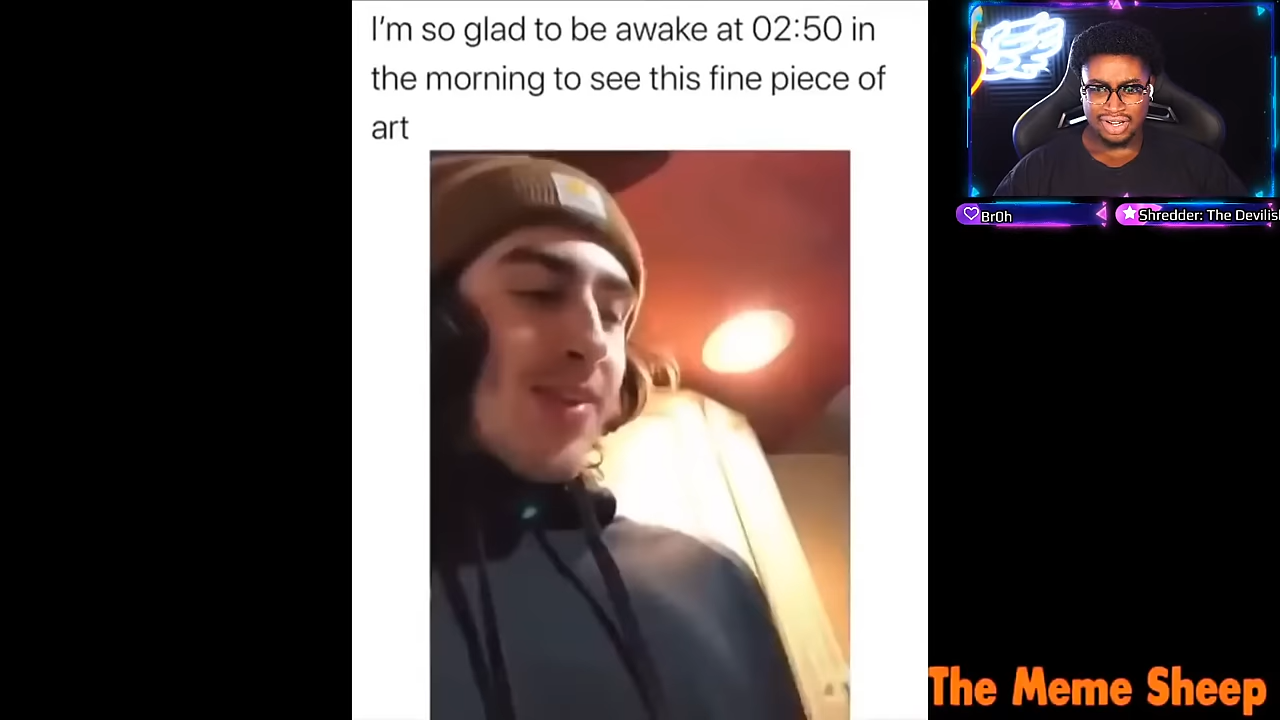 I'm so glad to be awake at 02:50 in
the morning to see this fine piece of
art
Br0h
Shredder: The Devilis
The Meme Sheep